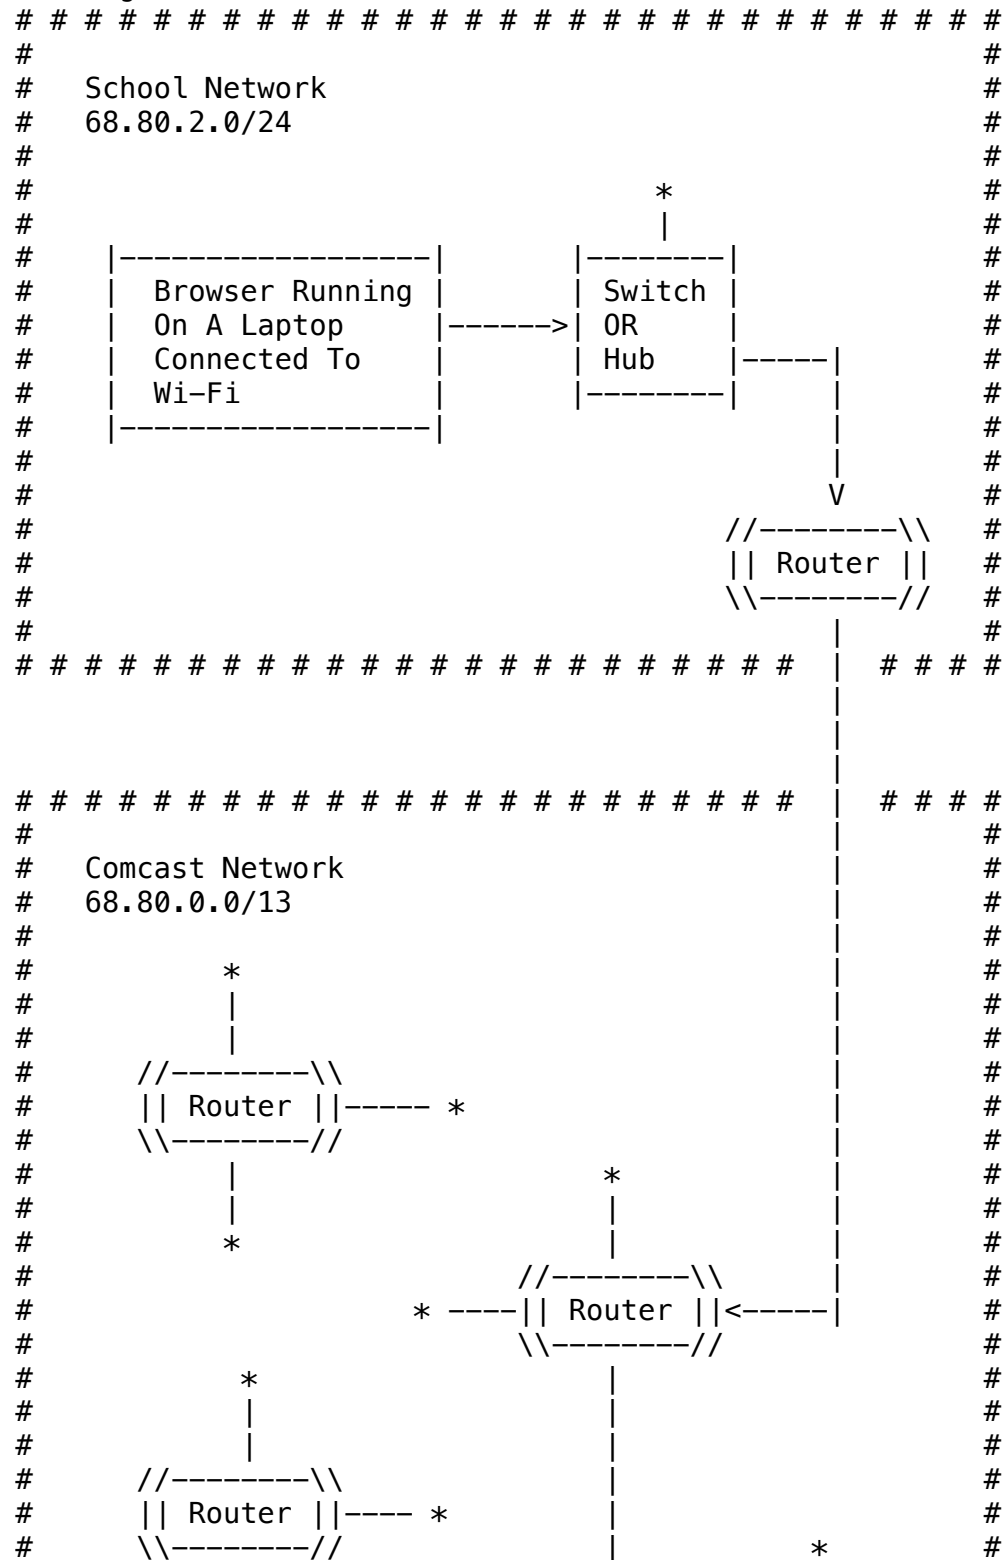 # # # # # # # # # # # # # # # # # # # # # # # # # # # # #
#                                                       #
#   School Network                                      #
#   68.80.2.0/24                                        #
#                                                       #
#                                    *                  #
#                                    |                  #
#    |------------------|       |--------|              #
#    |  Browser Running |       | Switch |              #
#    |  On A Laptop     |------>| OR     |              #
#    |  Connected To    |       | Hub    |-----|        #
#    |  Wi-Fi           |       |--------|     |        #
#    |------------------|                      |        #
#                                              |        #
#                                              V        #
#                                        //--------\\   #
#                                        || Router ||   #
#                                        \\--------//   #
#                                              |        #
# # # # # # # # # # # # # # # # # # # # # # #  |  # # # #
                                               |
                                               |
                                               |
# # # # # # # # # # # # # # # # # # # # # # #  |  # # # #
#                                              |        #
#   Comcast Network                            |        #
#   68.80.0.0/13                               |        #
#                                              |        #
#           *                                  |        #
#           |                                  |        #
#           |                                  |        #
#      //--------\\                            |        #
#      || Router ||----- *                     |        #
#      \\--------//                            |        #
#           |                     *            |        #
#           |                     |            |        #
#           *                     |            |        #
#                            //--------\\      |        #
#                      * ----|| Router ||<-----|        #
#                            \\--------//               #
#            *                    |                     #
#            |                    |                     #
#            |                    |                     #
#      //--------\\               |                     #
#      || Router ||---- *         |                     #
#      \\--------//               |           *         #